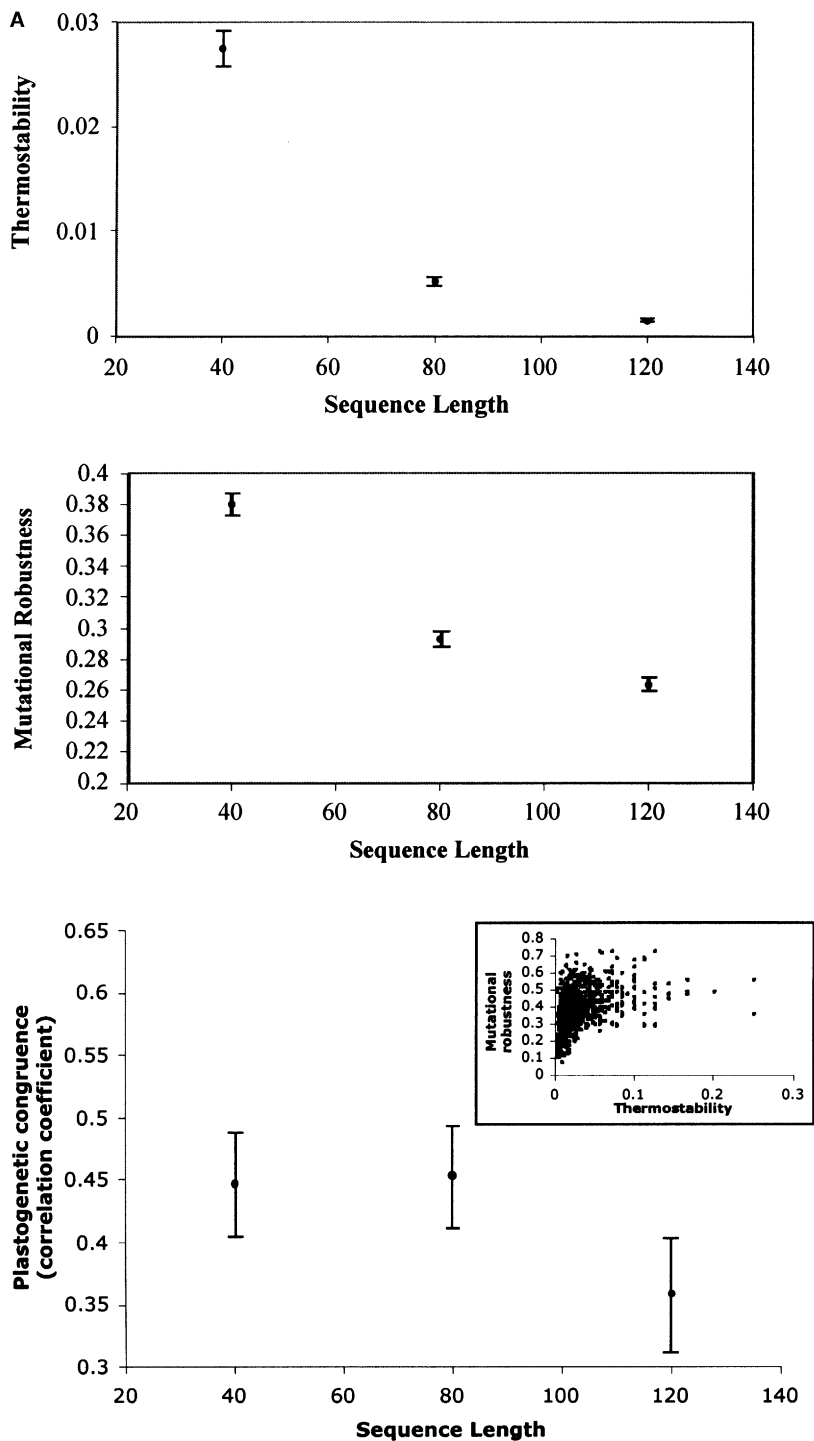 A
Thermostability
0.03
0.02
0.01
0
20 40 60 80 100 120 140
Sequence Length
Mutational Robustness
0.4
0.38
0.36
0.34
0.32
0.3
0.28
0.26
0.24
0.22
0.2
20 40 60 80 100 120 140
Sequence Length
Plastogenetic congruence
(correlation coefficient)
0.65
0.6
0.55
0.5
0.45
0.4
0.35
0.3
20 40 60 80 100 120 140
Sequence Length
Mutational
robustness
0.8
0.7
0.6
0.5
0.4
0.3
0.2
0.1
0
0 0.1 0.2 0.3
Thermostability